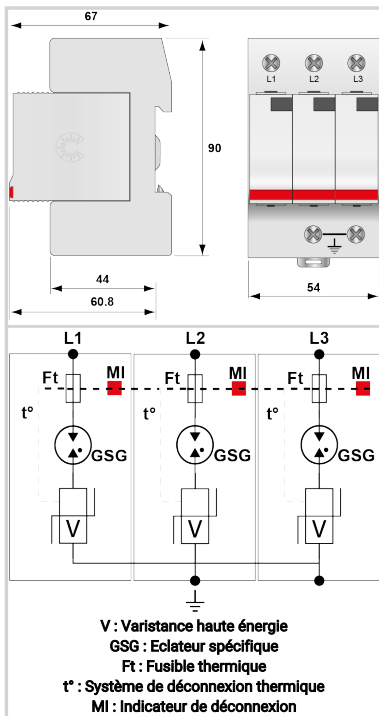 67
L1 L2 L3
90
44
60.8
54
L1 L2 L3
Ft MI Ft MI Ft MI
t° t° t°
GSG GSG GSG
V V V
V : Varistance haute énergie
GSG : Eclateur spécifique
Ft : Fusible thermique
t° : Système de déconnexion thermique
MI : Indicateur de déconnexion